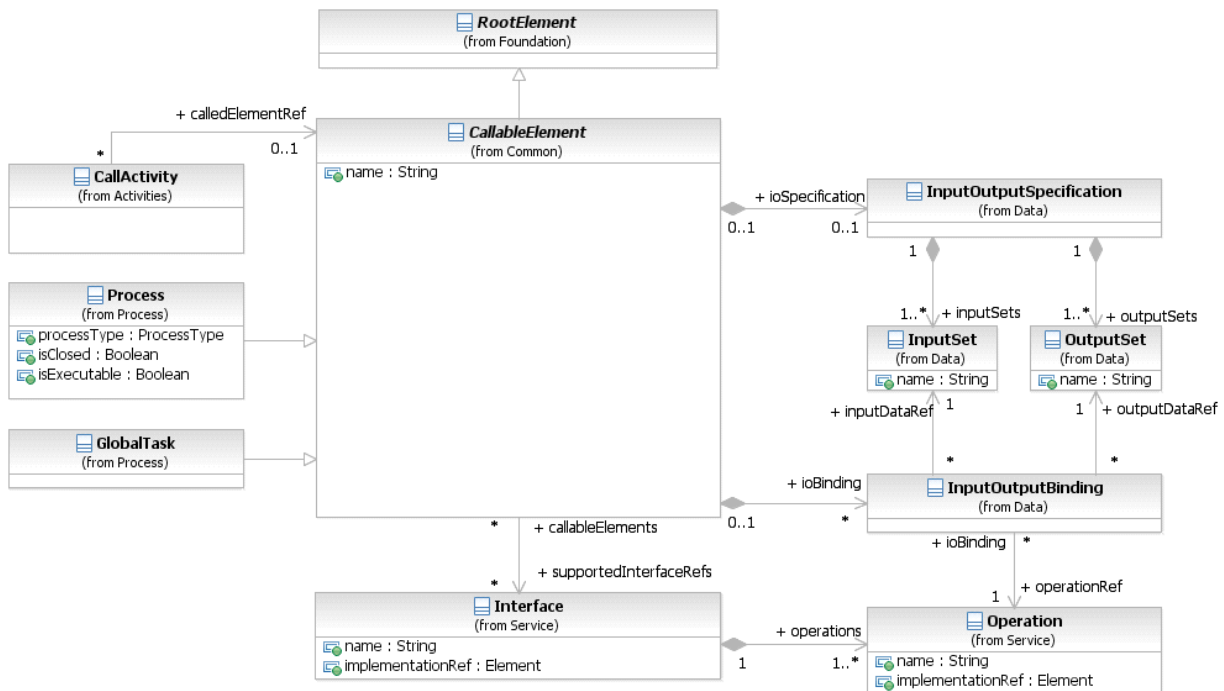 RootElement
(from Foundation)
+ calledElementRef
0..1
*
CallableElement
(from Common)
name : String
CallActivity
(from Activities)
+ ioSpecification
0..1
0..1
InputOutputSpecification
(from Data)
1
1
Process
(from Process)
processType : ProcessType
isClosed : Boolean
isExecutable : Boolean
1..*
+ inputSets
1..*
+ outputSets
InputSet
(from Data)
name : String
OutputSet
(from Data)
name : String
+ inputDataRef
1
1
+ outputDataRef
GlobalTask
(from Process)
*
*
+ ioBinding
0..1
*
InputOutputBinding
(from Data)
*
+ callableElements
+ ioBinding
*
+ supportedInterfaceRefs
*
1
+ operationRef
Interface
(from Service)
name : String
implementationRef : Element
+ operations
1
1..*
Operation
(from Service)
name : String
implementationRef : Element